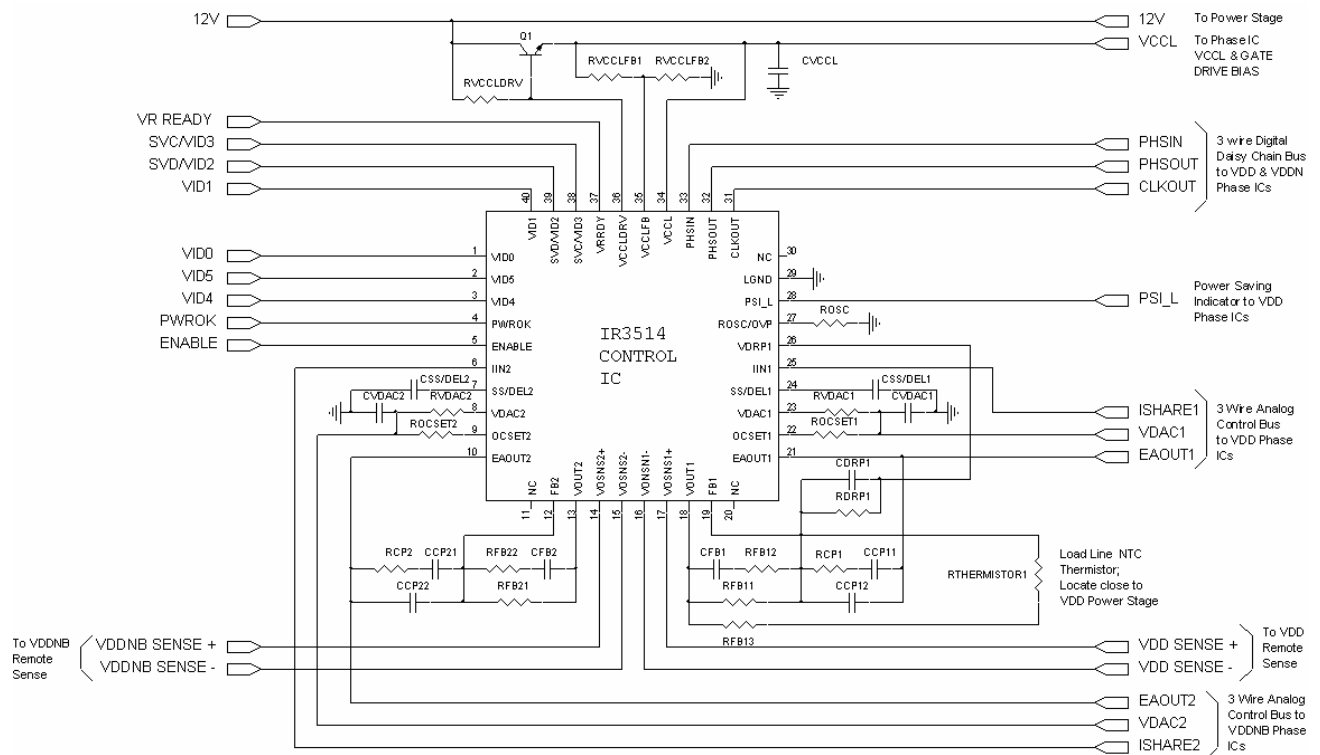 12V
12V
To Power Stage
Q1
VCCL
To Phase IC
VCCL & GATE
DRIVE BIAS
RVCCLFB1
RVCCLFB2
CVCCL
RVCCLDRV
VR READY
SVC/VID3
SVD/VID2
VID1
PHSIN
PHSOUT
CLKOUT
3 wire Digital
Daisy Chain Bus
to VDD & VDDN
Phase ICs
40
39
38
37
36
35
34
33
32
31
VID1
SVD/VID2
SVC/VID3
VRRDY
VCCLDRV
VCCLFB
VCCL
PHSIN
PHSOUT
CLKOUT
VID0
VID5
VID4
PWROK
ENABLE
1
2
3
4
5
6
7
8
9
10
VID0
VID5
VID4
PWROK
ENABLE
IIN2
SS/DEL2
VDAC2
OCSET2
EAOUT2
IR3514
CONTROL
IC
NC
LGND
PSI_L
ROSC/OVP
VDRP1
IIN1
SS/DEL1
VDAC1
OCSET1
EAOUT1
30
29
28
27
26
25
24
23
22
21
ROSC
PSI_L
Power Saving
Indicator to VDD
Phase ICs
CSS/DEL2
CVDAC2
RVDAC2
ROCSET2
CSS/DEL1
RVDAC1
CVDAC1
ROCSET1
ISHARE1
VDAC1
EAOUT1
3 Wire Analog
Control Bus
to VDD Phase
ICs
CDRP1
RDRP1
NC
FB2
VOUT2
VOSNS2+
VOSNS2-
VONSN1-
VOSNS1+
VOUT1
FB1
NC
11
12
13
14
15
16
17
18
19
20
RCP2
CCP21
RFB22
CFB2
CCP22
RFB21
CFB1
RFB12
RCP1
CCP11
RFB11
CCP12
RFB13
RTHERMISTOR1
Load Line NTC
Thermistor;
Locate close to
VDD Power Stage
To VDDNB
Remote
Sense
VDDNB SENSE +
VDDNB SENSE -
VDD SENSE +
VDD SENSE -
To VDD
Remote
Sense
EAOUT2
VDAC2
ISHARE2
3 Wire Analog
Control Bus to
VDDNB Phase
ICs